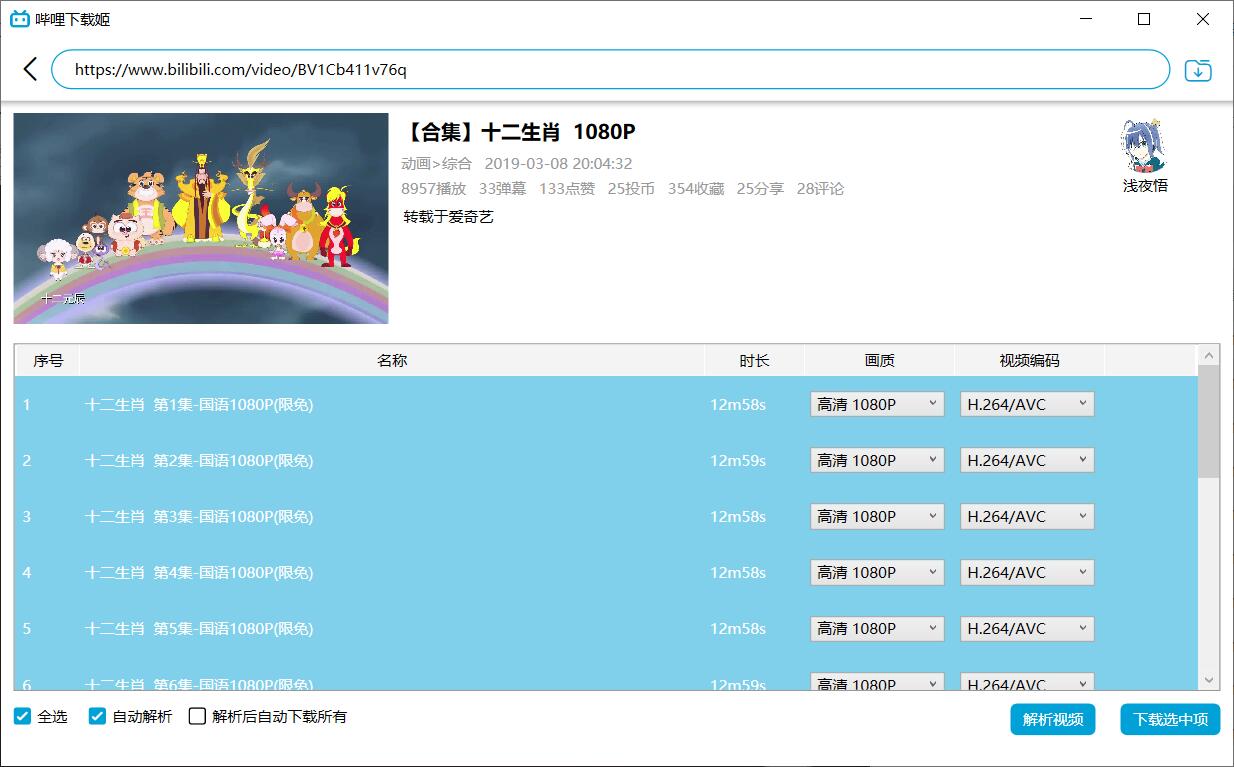 哔哩下载姬
https://www.bilibili.com/video/BV1Cb411v76q
【合集】十二生肖 1080P
动画>综合 2019-03-08 20:04:32
8957播放 33弹幕 133点赞 25投币 354收藏 25分享 28评论
转载于爱奇艺
浅夜悟
十二元辰
序号 名称 时长 画质 视频编码
1 十二生肖 第1集-国语1080P(限免) 12m58s 高清 1080P H.264/AVC
2 十二生肖 第2集-国语1080P(限免) 12m59s 高清 1080P H.264/AVC
3 十二生肖 第3集-国语1080P(限免) 12m58s 高清 1080P H.264/AVC
4 十二生肖 第4集-国语1080P(限免) 12m58s 高清 1080P H.264/AVC
5 十二生肖 第5集-国语1080P(限免) 12m58s 高清 1080P H.264/AVC
6 十二生肖 第6集-国语1080P(限免) 12m59s 高清 1080P H.264/AVC
全选 自动解析 解析后自动下载所有 解析视频 下载选中项